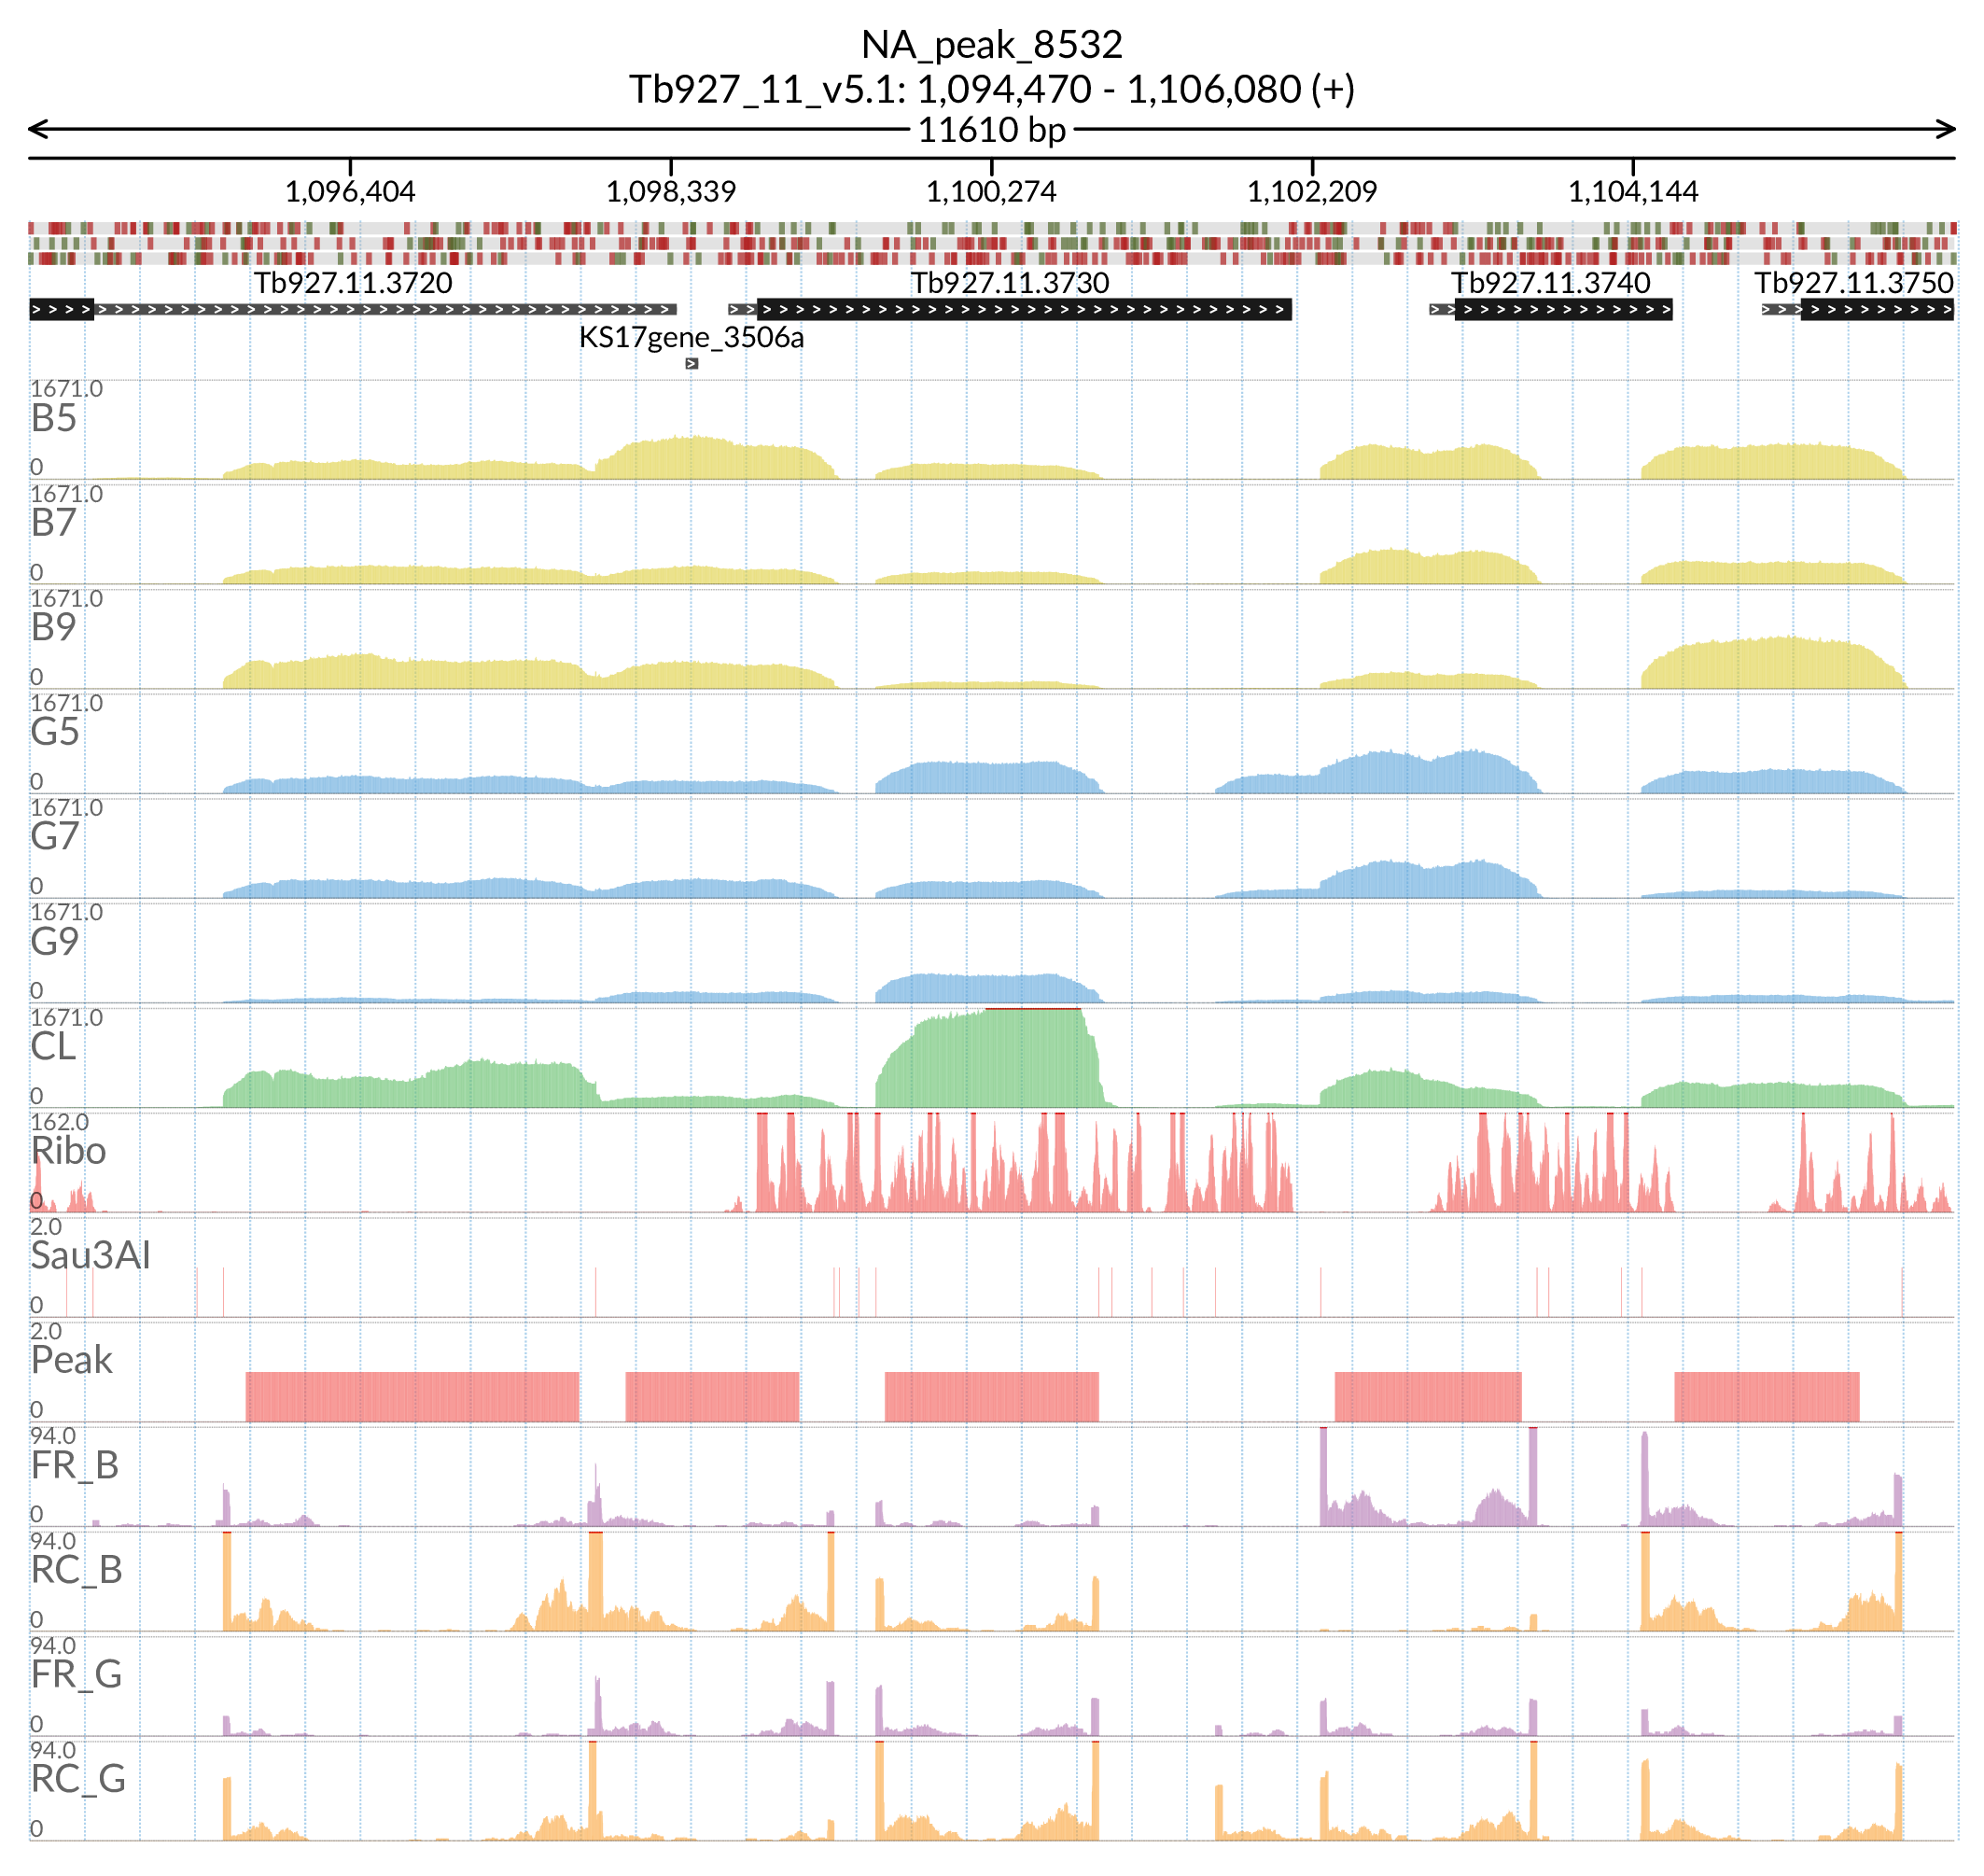 NA_peak_8532
Tb927_11_v5.1: 1,094,470 - 1,106,080 (+)
11610 bp
1,096,404 1,098,339 1,100,274 1,102,209 1,104,144
Tb927.11.3720 Tb927.11.3730 Tb927.11.3740 Tb927.11.3750
KS17gene_3506a
1671.0
B5
0
1671.0
B7
0
1671.0
B9
0
1671.0
G5
0
1671.0
G7
0
1671.0
G9
0
1671.0
CL
0
162.0
Ribo
0
2.0
Sau3AI
0
2.0
Peak
0
94.0
FR_B
0
94.0
RC_B
0
94.0
FR_G
0
94.0
RC_G
0